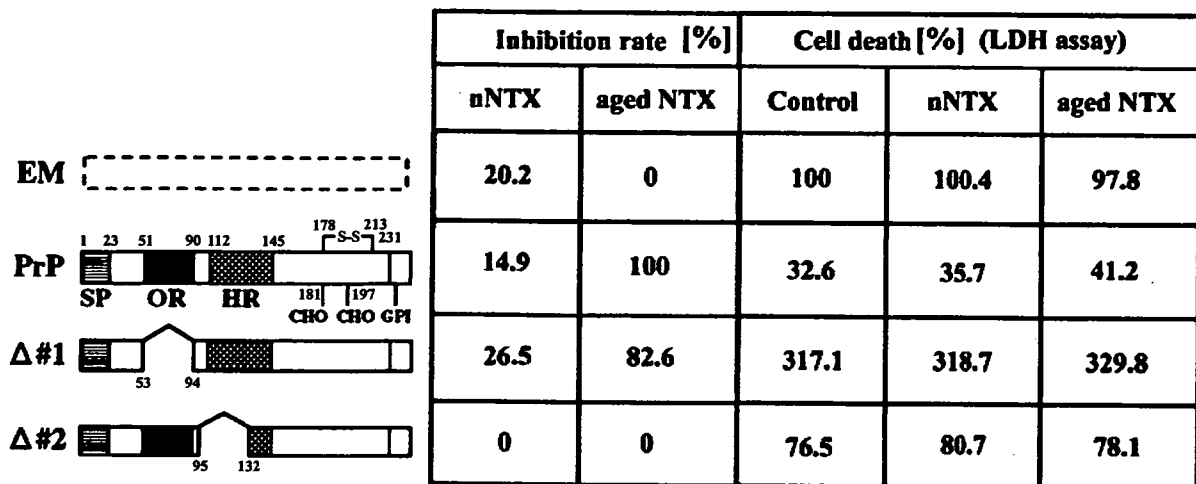 Inhibition rate [%] Cell death [%] (LDH assay)
nNTX aged NTX Control nNTX aged NTX
EM 20.2 0 100 100.4 97.8
178 S-S 213
1 23 51 90 112 145 231
PrP 14.9 100 32.6 35.7 41.2
SP OR HR 181 197
CHO CHO GPI
Δ#1 26.5 82.6 317.1 318.7 329.8
53 94
Δ#2 0 0 76.5 80.7 78.1
95 132